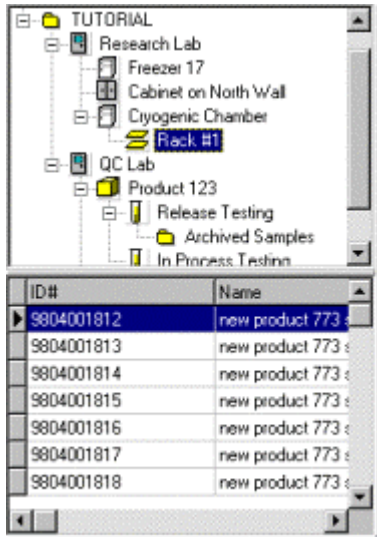 TUTORIAL
Research Lab
Freezer 17
Cabinet on North Wall
Cryogenic Chamber
Rack #1
QC Lab
Product 123
Release Testing
Archived Samples
In Process Testing
ID# Name
9804001812 new product 773 s
9804001813 new product 773 s
9804001814 new product 773 s
9804001815 new product 773 s
9804001816 new product 773 s
9804001817 new product 773 s
9804001818 new product 773 s